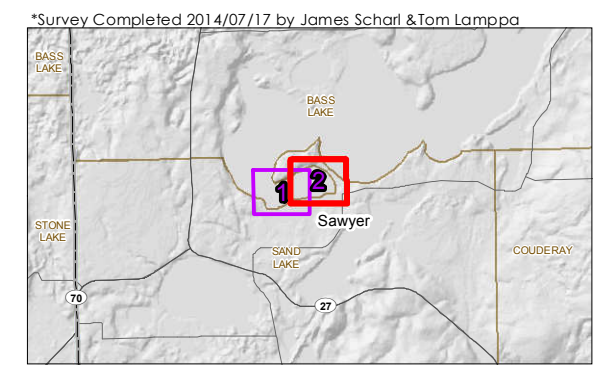 *Survey Completed 2014/07/17 by James Scharl &Tom Lamppa
BASS
LAKE
BASS
LAKE
1
2
Sawyer
STONE
LAKE
SAND
LAKE
COUDERAY
70
27